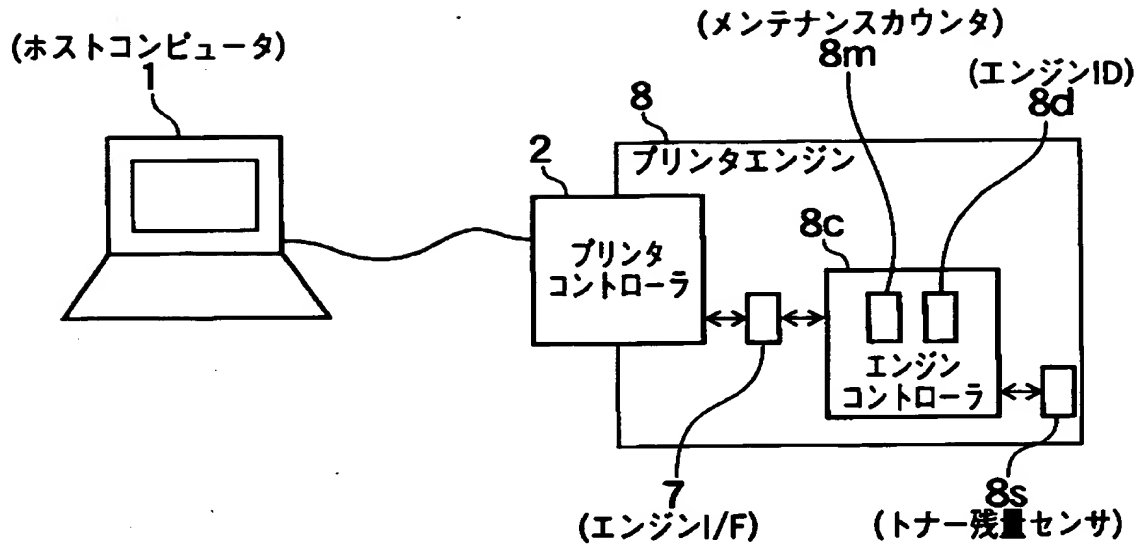 (ホストコンピュータ)
1
(メンテナンスカウンタ)
8m
(エンジンID)
8d
8
プリンタエンジン
2
プリンタ
コントローラ
8c
エンジン
コントローラ
7
(エンジンI/F)
8s
(トナー残量センサ)